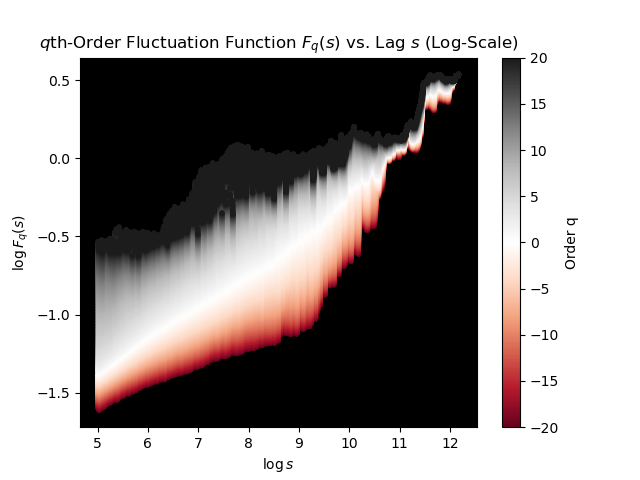 qth-Order Fluctuation Function F_q(s) vs. Lag s (Log-Scale)
log F_q(s)
0.5
0.0
−0.5
−1.0
−1.5
5 6 7 8 9 10 11 12
log s
20
15
10
5
0
−5
−10
−15
−20
Order q